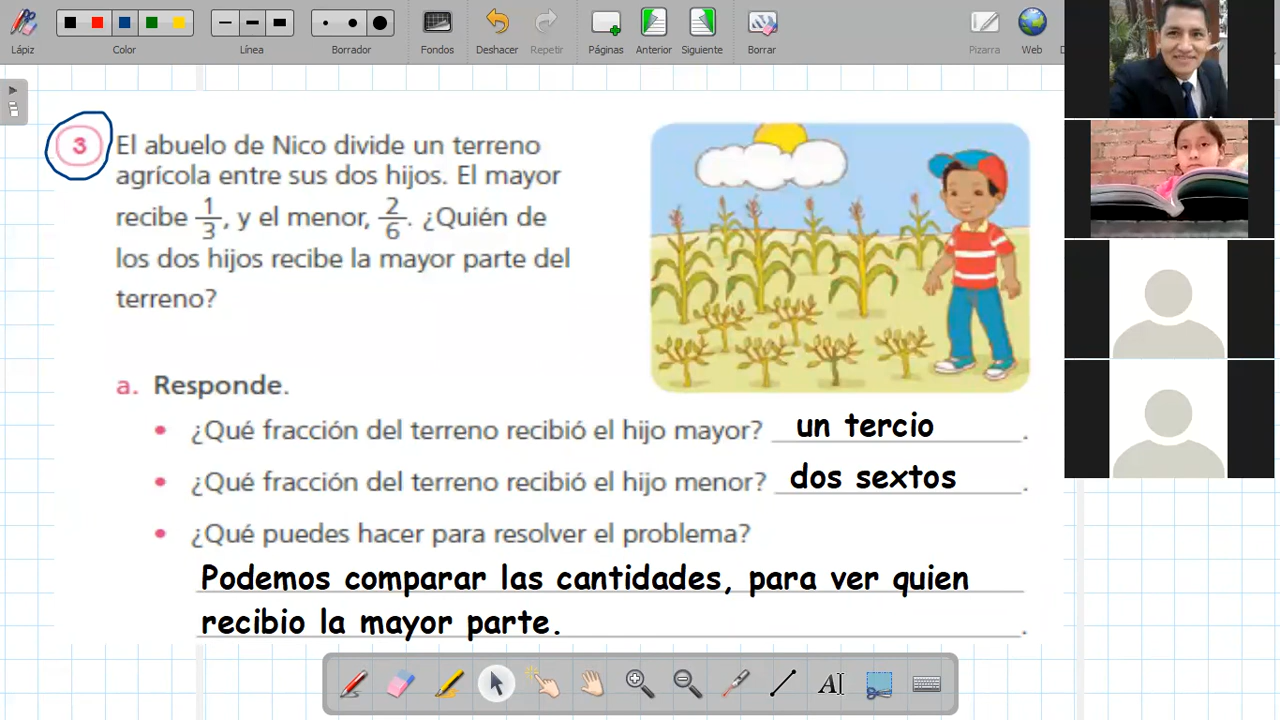 Lápiz
Color
Línea
Borrador
Fondos
Deshacer
Repetir
Páginas
Anterior
Siguiente
Borrar
Pizarra
Web
3
El abuelo de Nico divide un terreno
agrícola entre sus dos hijos. El mayor
recibe 1/3, y el menor, 2/6. ¿Quién de
los dos hijos recibe la mayor parte del
terreno?
a. Responde.
• ¿Qué fracción del terreno recibió el hijo mayor? un tercio.
• ¿Qué fracción del terreno recibió el hijo menor? dos sextos.
• ¿Qué puedes hacer para resolver el problema?
Podemos comparar las cantidades, para ver quien
recibio la mayor parte. .
AI